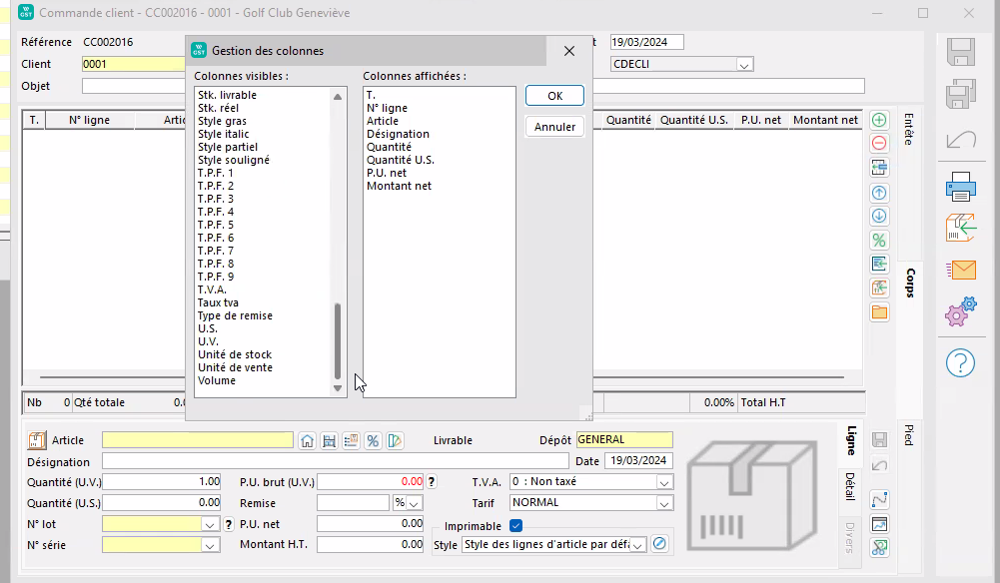 Commande client - CC002016 - 0001 - Golf Club Geneviève
Référence CC002016
19/03/2024
Client 0001
CDECLI
Objet
Gestion des colonnes
Colonnes visibles :
Colonnes affichées :
Stk. livrable
Stk. réel
Style gras
Style italic
Style partiel
Style souligné
T.P.F. 1
T.P.F. 2
T.P.F. 3
T.P.F. 4
T.P.F. 5
T.P.F. 6
T.P.F. 7
T.P.F. 8
T.P.F. 9
T.V.A.
Taux tva
Type de remise
U.S.
U.V.
Unité de stock
Unité de vente
Volume
T.
N° ligne
Article
Désignation
Quantité
Quantité U.S.
P.U. net
Montant net
OK
Annuler
T. N° ligne Artic
Quantité Quantité U.S. P.U. net Montant net
Entête
Corps
Pied
Nb 0 Qté totale 0.0
0.00% Total H.T
Article
Livrable
Dépôt GENERAL
Désignation
Date 19/03/2024
Quantité (U.V.) 1.00 P.U. brut (U.V.) 0.00 ? T.V.A. 0 : Non taxé
Quantité (U.S.) 0.00 Remise % Tarif NORMAL
N° lot ? P.U. net 0.00 Imprimable
N° série Montant H.T. 0.00 Style Style des lignes d'article par défa
Ligne
Détail
Divers